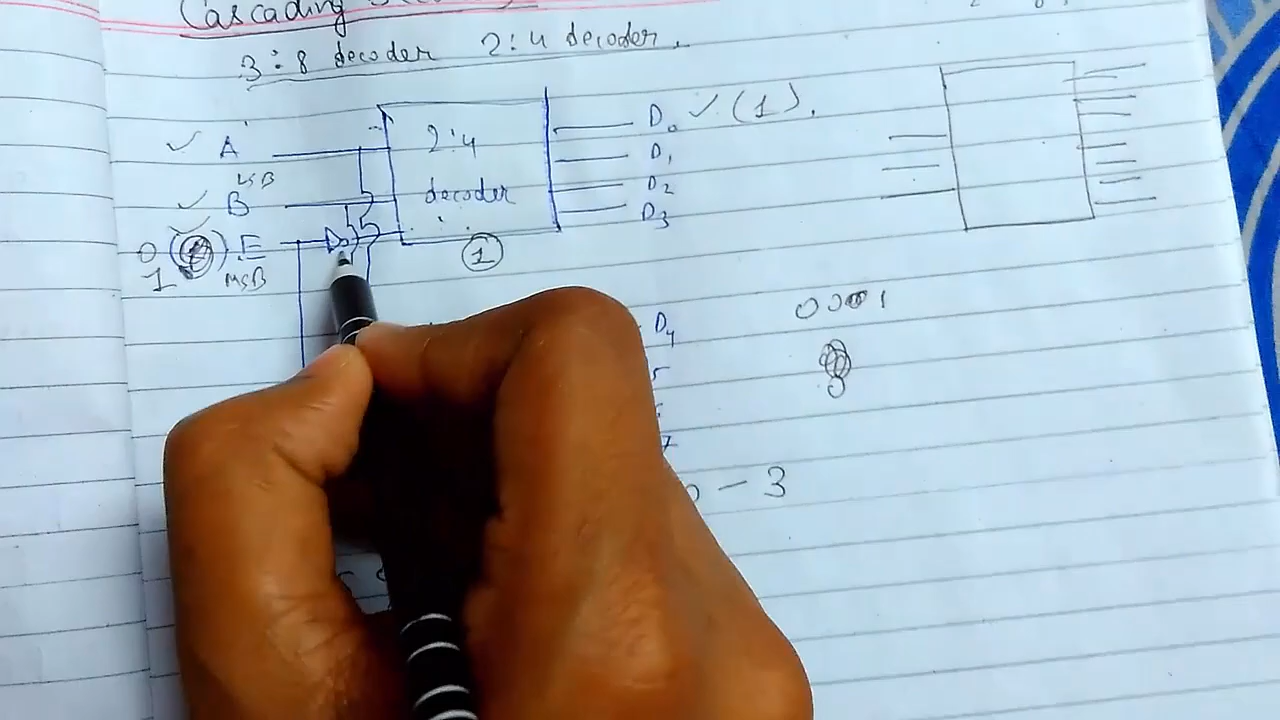 Cascading
3:8 decoder 2:4 decoder.
A
2:4
D0 ✓ (1).
D1
LSB
B
decoder
D2
D3
0 ( ) E
1
MSB
1
0001
D4
- 3